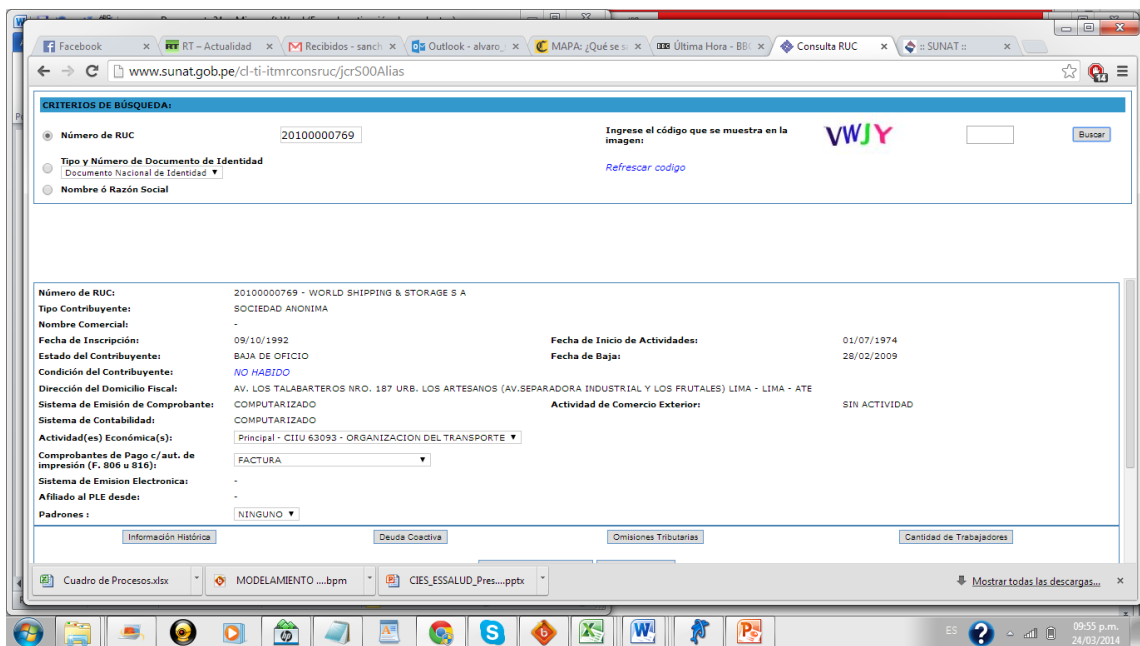 Facebook
RT – Actualidad
Recibidos - sanch
Outlook - alvaro_
MAPA: ¿Qué se s
Última Hora - BB
Consulta RUC
:: SUNAT ::
www.sunat.gob.pe/cl-ti-itmrconsruc/jcrS00Alias
CRITERIOS DE BÚSQUEDA:
Número de RUC 20100000769 Ingrese el código que se muestra en la
imagen: VWJY Buscar
Tipo y Número de Documento de Identidad
Documento Nacional de Identidad Refrescar codigo
Nombre ó Razón Social
Número de RUC: 20100000769 - WORLD SHIPPING & STORAGE S A
Tipo Contribuyente: SOCIEDAD ANONIMA
Nombre Comercial: -
Fecha de Inscripción: 09/10/1992 Fecha de Inicio de Actividades: 01/07/1974
Estado del Contribuyente: BAJA DE OFICIO Fecha de Baja: 28/02/2009
Condición del Contribuyente: NO HABIDO
Dirección del Domicilio Fiscal: AV. LOS TALABARTEROS NRO. 187 URB. LOS ARTESANOS (AV.SEPARADORA INDUSTRIAL Y LOS FRUTALES) LIMA - LIMA - ATE
Sistema de Emisión de Comprobante: COMPUTARIZADO Actividad de Comercio Exterior: SIN ACTIVIDAD
Sistema de Contabilidad: COMPUTARIZADO
Actividad(es) Económica(s): Principal - CIIU 63093 - ORGANIZACION DEL TRANSPORTE
Comprobantes de Pago c/aut. de
impresión (F. 806 u 816): FACTURA
Sistema de Emision Electronica: -
Afiliado al PLE desde: -
Padrones : NINGUNO
Información Histórica Deuda Coactiva Omisiones Tributarias Cantidad de Trabajadores
Cuadro de Procesos.xlsx MODELAMIENTO ....bpm CIES_ESSALUD_Pres....pptx Mostrar todas las descargas...
ES 09:55 p.m.
24/03/2014